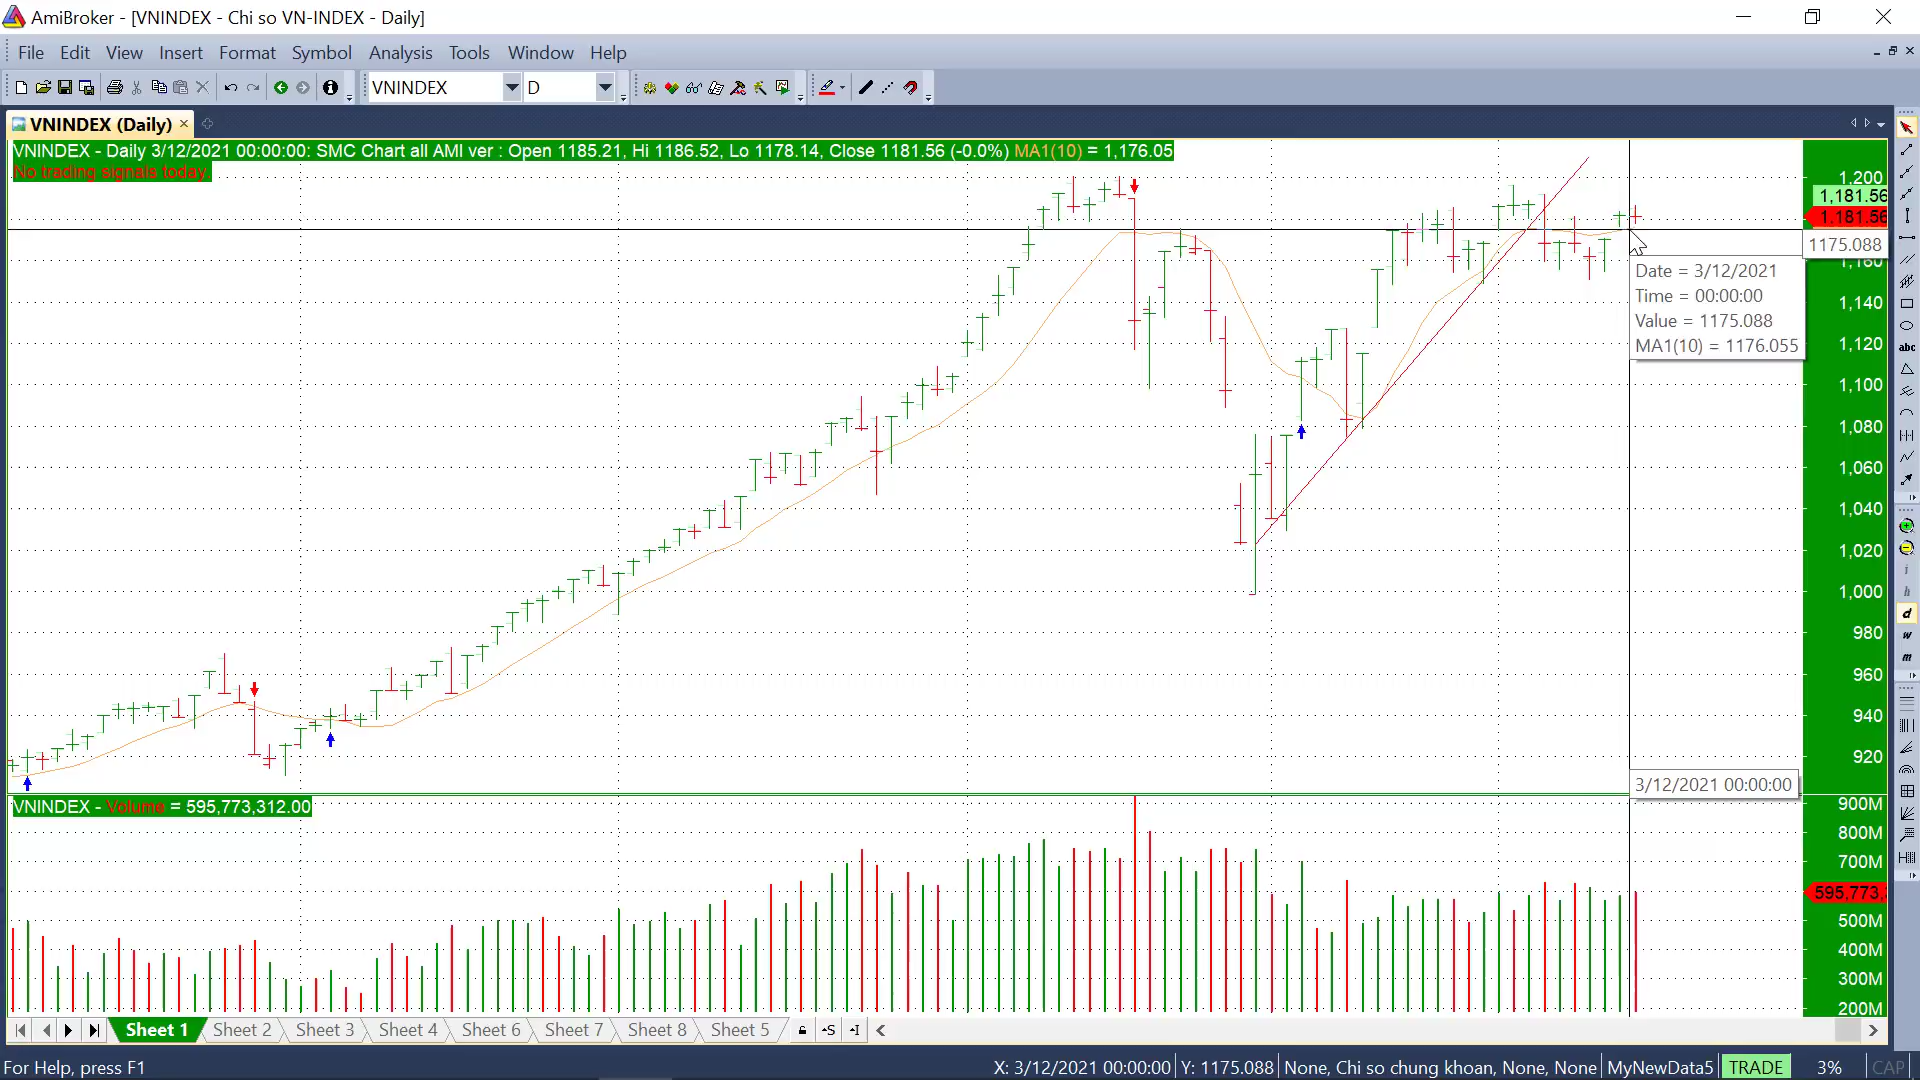 AmiBroker - [VNINDEX - Chi so VN-INDEX - Daily]
File Edit View Insert Format Symbol Analysis Tools Window Help
VNINDEX D
VNINDEX (Daily)
VNINDEX - Daily 3/12/2021 00:00:00: SMC Chart all AMI ver : Open 1185.21, Hi 1186.52, Lo 1178.14, Close 1181.56 (-0.0%) MA1(10) = 1,176.05
No trading signals today
1,200
1,181.56
1,181.56
1175.088
1,160
1,140
1,120
1,100
1,080
1,060
1,040
1,020
1,000
980
960
940
920
Date = 3/12/2021
Time = 00:00:00
Value = 1175.088
MA1(10) = 1176.055
3/12/2021 00:00:00
VNINDEX - Volume = 595,773,312.00
900M
800M
700M
595,773,
500M
400M
300M
200M
abc
i
h
d
w
m
Sheet 1 Sheet 2 Sheet 3 Sheet 4 Sheet 6 Sheet 7 Sheet 8 Sheet 5
For Help, press F1
X: 3/12/2021 00:00:00 Y: 1175.088 None, Chi so chung khoan, None, None MyNewData5 TRADE 3% CAP